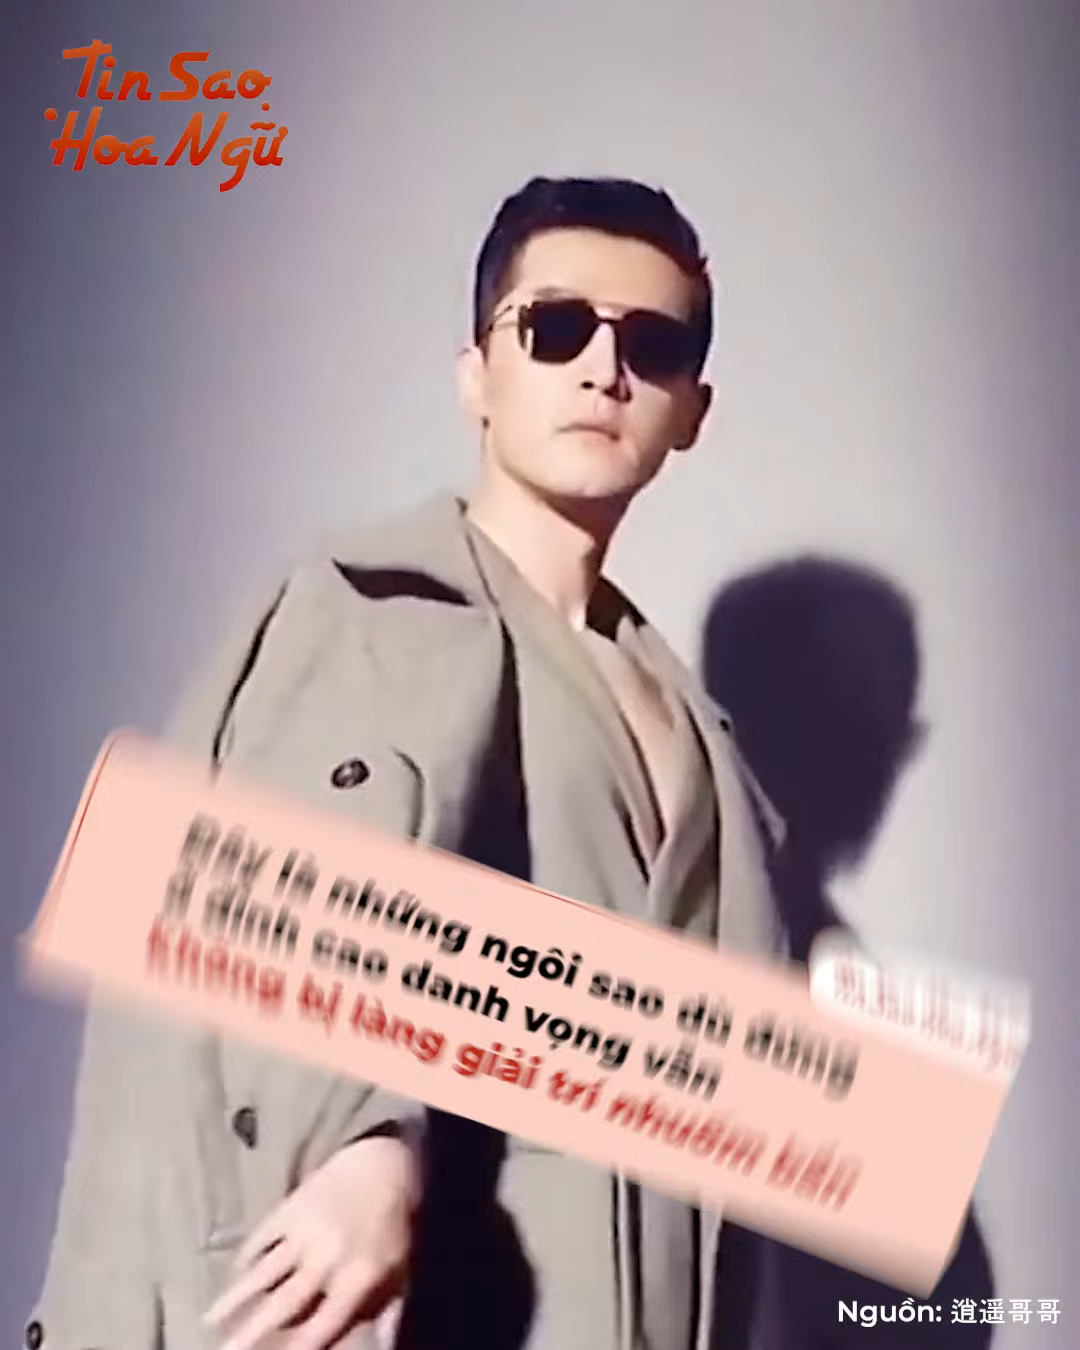 Tin Sao
Hoa Ngữ
Đây là những ngôi sao dù đứng
ở đỉnh cao danh vọng vẫn
Không bị làng giải trí nhuốm bẩn
Nguồn: 逍遥哥哥